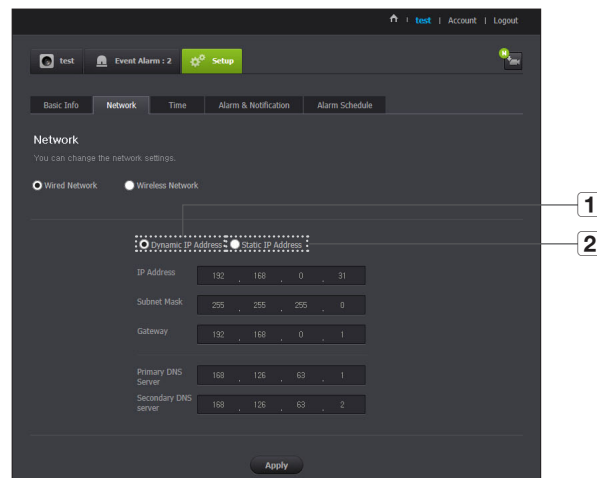 test | Account | Logout
test Event Alarm : 2 Setup N
Basic Info Network Time Alarm & Notification Alarm Schedule
Network
You can change the network settings.
Wired Network Wireless Network
1
Dynamic IP Address Static IP Address
2
IP Address 192 . 168 . 0 . 31
Subnet Mask 255 . 255 . 255 . 0
Gateway 192 . 168 . 0 . 1
Primary DNS
Server 168 . 126 . 63 . 1
Secondary DNS
server 168 . 126 . 63 . 2
Apply